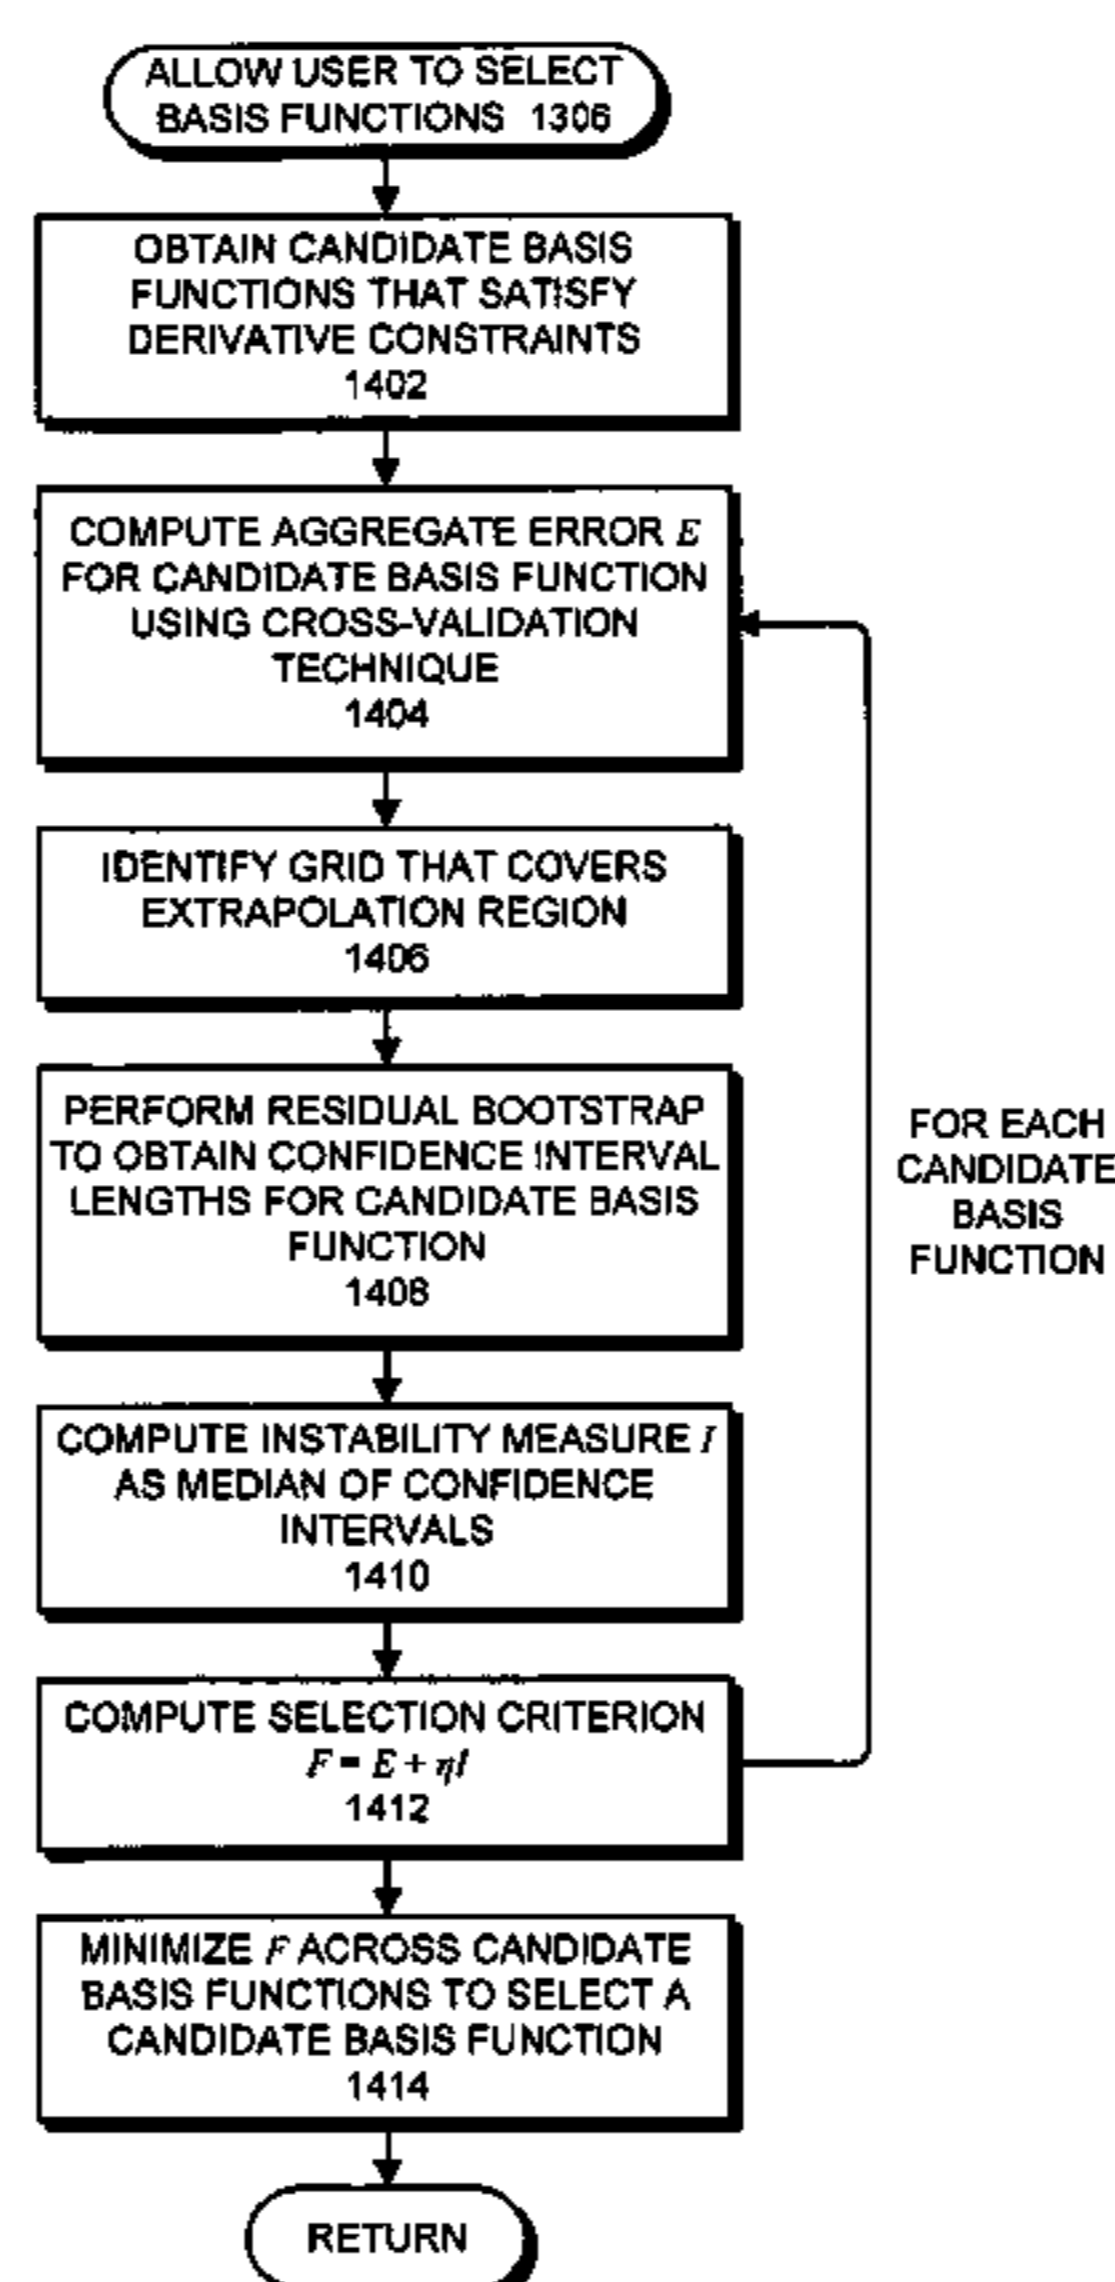 ALLOW USER TO SELECT
BASIS FUNCTIONS 1306
OBTAIN CANDIDATE BASIS
FUNCTIONS THAT SATISFY
DERIVATIVE CONSTRAINTS
1402
COMPUTE AGGREGATE ERROR E
FOR CANDIDATE BASIS FUNCTION
USING CROSS-VALIDATION
TECHNIQUE
1404
IDENTIFY GRID THAT COVERS
EXTRAPOLATION REGION
1406
PERFORM RESIDUAL BOOTSTRAP
TO OBTAIN CONFIDENCE INTERVAL
LENGTHS FOR CANDIDATE BASIS
FUNCTION
1408
FOR EACH
CANDIDATE
BASIS
FUNCTION
COMPUTE INSTABILITY MEASURE I
AS MEDIAN OF CONFIDENCE
INTERVALS
1410
COMPUTE SELECTION CRITERION
F = E + ηI
1412
MINIMIZE F ACROSS CANDIDATE
BASIS FUNCTIONS TO SELECT A
CANDIDATE BASIS FUNCTION
1414
RETURN